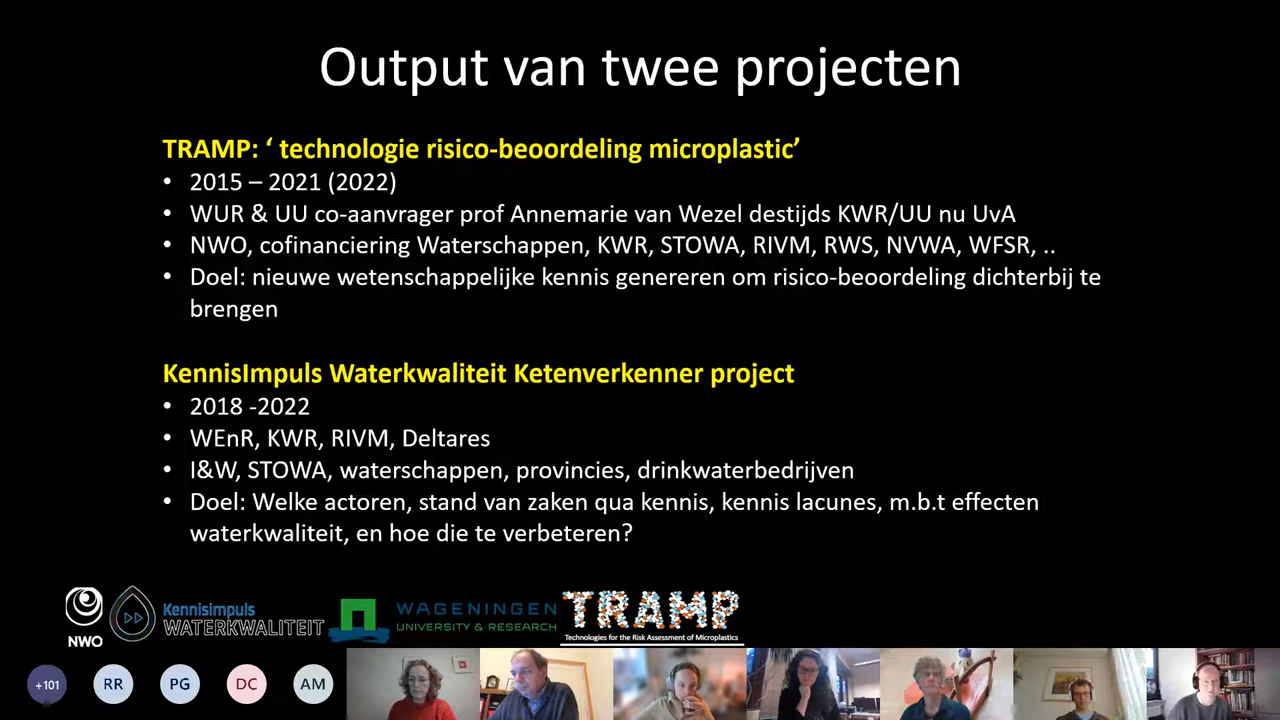 Output van twee projecten
TRAMP: ‘ technologie risico-beoordeling microplastic’
• 2015 – 2021 (2022)
• WUR & UU co-aanvrager prof Annemarie van Wezel destijds KWR/UU nu UvA
• NWO, cofinanciering Waterschappen, KWR, STOWA, RIVM, RWS, NVWA, WFSR, ..
• Doel: nieuwe wetenschappelijke kennis genereren om risico-beoordeling dichterbij te
brengen
KennisImpuls Waterkwaliteit Ketenverkenner project
• 2018 -2022
• WEnR, KWR, RIVM, Deltares
• I&W, STOWA, waterschappen, provincies, drinkwaterbedrijven
• Doel: Welke actoren, stand van zaken qua kennis, kennis lacunes, m.b.t effecten
waterkwaliteit, en hoe die te verbeteren?
NWO
Kennisimpuls
WATERKWALITEIT
WAGENINGEN
UNIVERSITY & RESEARCH
TRAMP
Technologies for the Risk Assessment of Microplastics
+101 RR PG DC AM